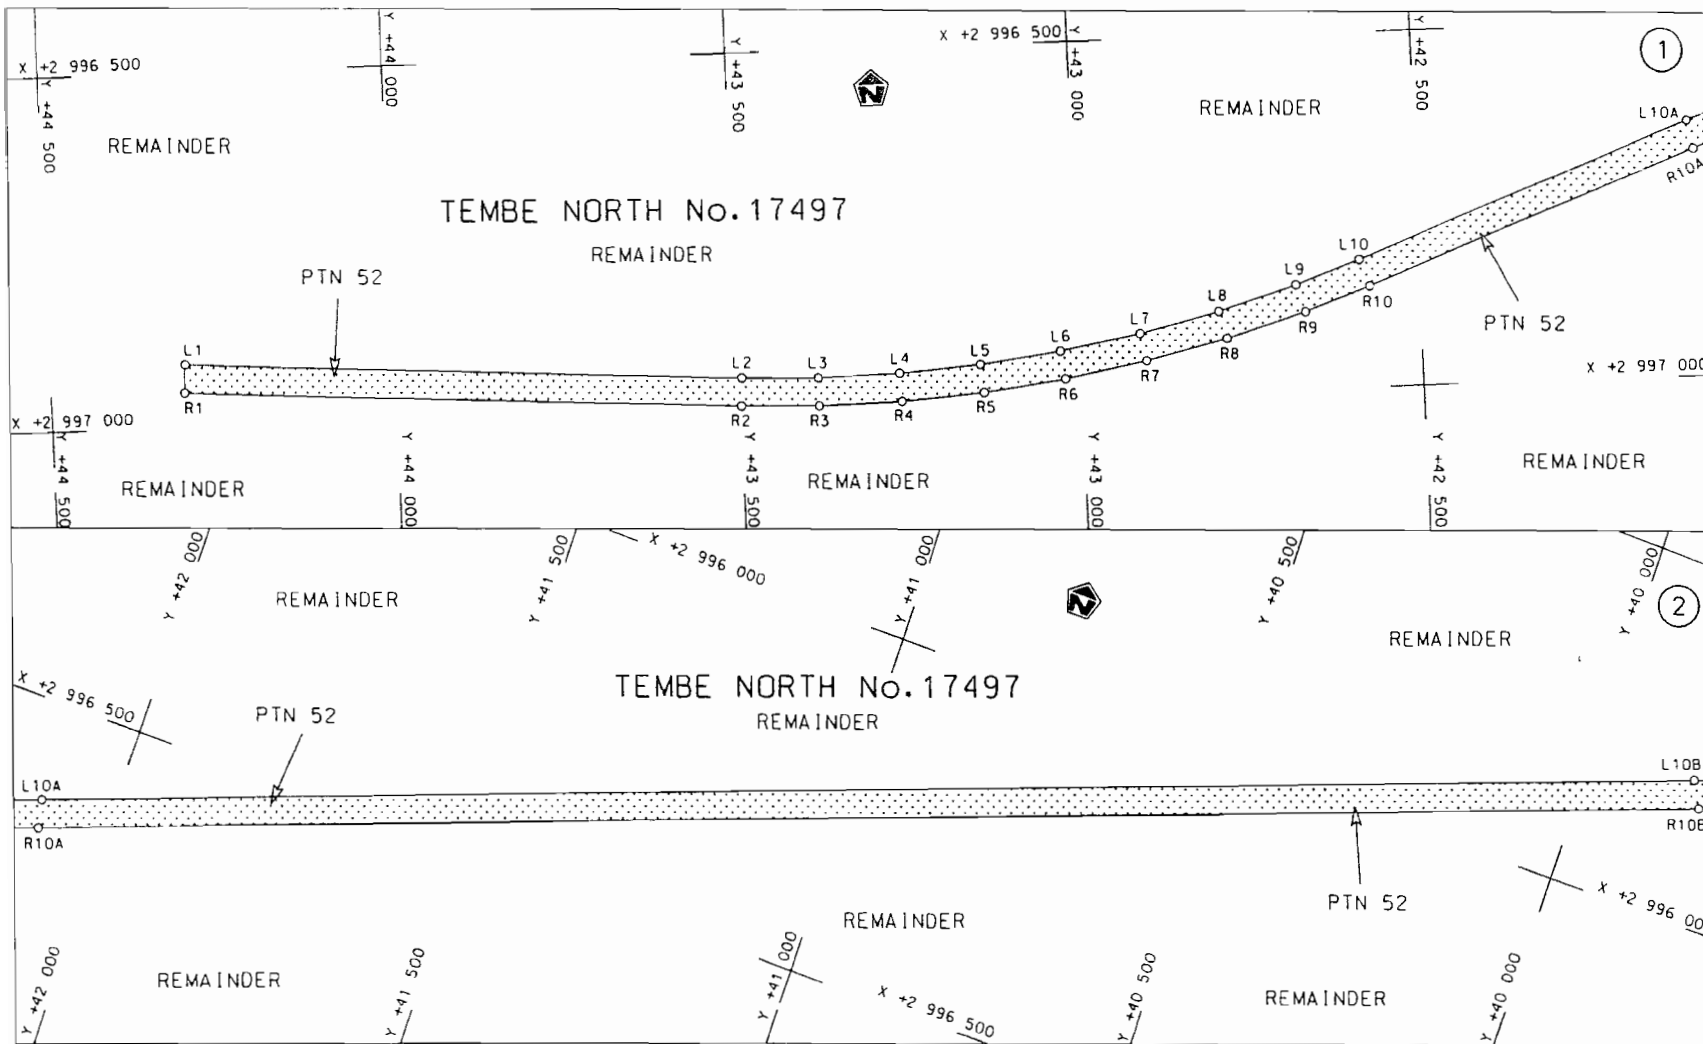 X +2 996 500
Y +44 500
Y +44 000
Y +43 500
X +2 996 500
Y +43 000
Y +42 500
1
N
REMAINDER
REMAINDER
L10A
R10A
TEMBE NORTH No.17497
REMAINDER
PTN 52
L10
L9
L8
L7
L6
L5
L4
L3
L2
L1
R10
R9
R8
R7
R6
R5
R4
R3
R2
R1
PTN 52
X +2 997 000
X +2 997 000
Y +44 500
Y +44 000
Y +43 500
Y +43 000
Y +42 500
REMAINDER
REMAINDER
REMAINDER
Y +42 000
Y +41 500
X +2 996 000
Y +41 000
Y +40 500
Y +40 000
2
N
REMAINDER
REMAINDER
X +2 996 500
TEMBE NORTH No.17497
REMAINDER
PTN 52
L10A
L10B
R10A
R10B
PTN 52
X +2 996 00
REMAINDER
REMAINDER
REMAINDER
Y +42 000
Y +41 500
Y +41 000
X +2 996 500
Y +40 500
Y +40 000